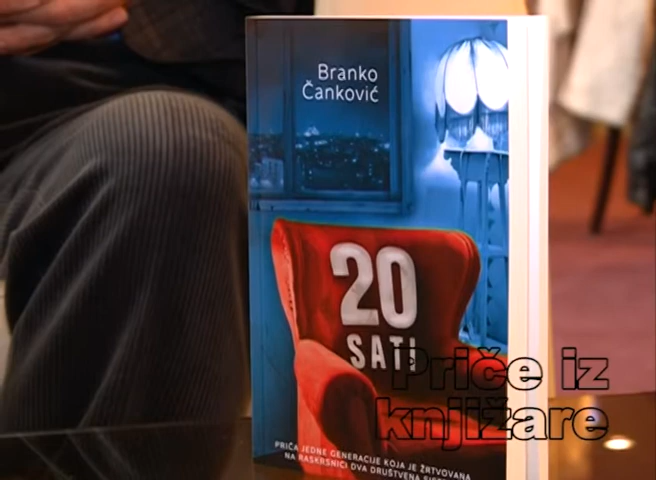 Branko
Čanković
20
SATI
Priče iz
knjižare
PRIČA JEDNE GENERACIJE KOJA JE ŽRTVOVANA
NA RASKRSNICI DVA DRUŠTVENA